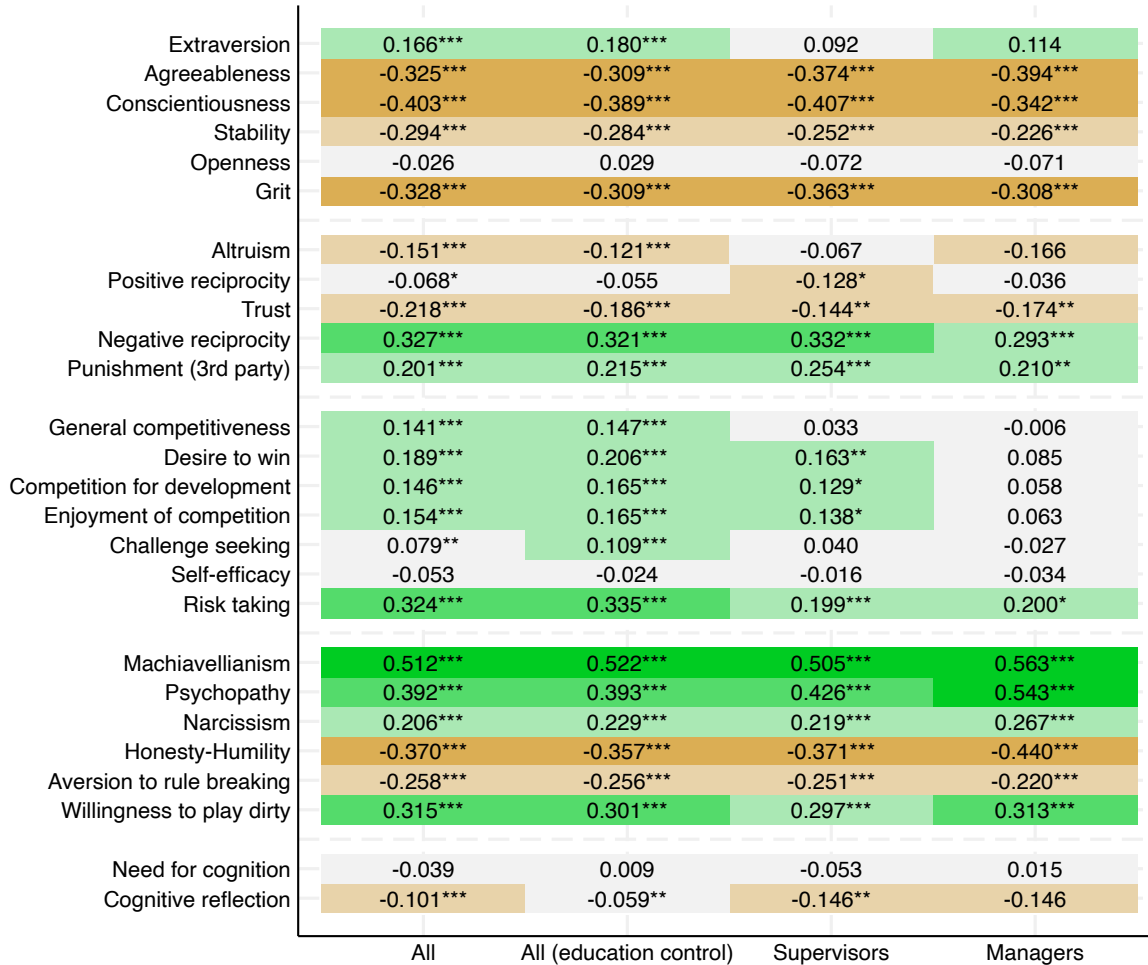 Extraversion 0.166*** 0.180*** 0.092 0.114
Agreeableness -0.325*** -0.309*** -0.374*** -0.394***
Conscientiousness -0.403*** -0.389*** -0.407*** -0.342***
Stability -0.294*** -0.284*** -0.252*** -0.226***
Openness -0.026 0.029 -0.072 -0.071
Grit -0.328*** -0.309*** -0.363*** -0.308***
Altruism -0.151*** -0.121*** -0.067 -0.166
Positive reciprocity -0.068* -0.055 -0.128* -0.036
Trust -0.218*** -0.186*** -0.144** -0.174**
Negative reciprocity 0.327*** 0.321*** 0.332*** 0.293***
Punishment (3rd party) 0.201*** 0.215*** 0.254*** 0.210**
General competitiveness 0.141*** 0.147*** 0.033 -0.006
Desire to win 0.189*** 0.206*** 0.163** 0.085
Competition for development 0.146*** 0.165*** 0.129* 0.058
Enjoyment of competition 0.154*** 0.165*** 0.138* 0.063
Challenge seeking 0.079** 0.109*** 0.040 -0.027
Self-efficacy -0.053 -0.024 -0.016 -0.034
Risk taking 0.324*** 0.335*** 0.199*** 0.200*
Machiavellianism 0.512*** 0.522*** 0.505*** 0.563***
Psychopathy 0.392*** 0.393*** 0.426*** 0.543***
Narcissism 0.206*** 0.229*** 0.219*** 0.267***
Honesty-Humility -0.370*** -0.357*** -0.371*** -0.440***
Aversion to rule breaking -0.258*** -0.256*** -0.251*** -0.220***
Willingness to play dirty 0.315*** 0.301*** 0.297*** 0.313***
Need for cognition -0.039 0.009 -0.053 0.015
Cognitive reflection -0.101*** -0.059** -0.146** -0.146
All All (education control) Supervisors Managers